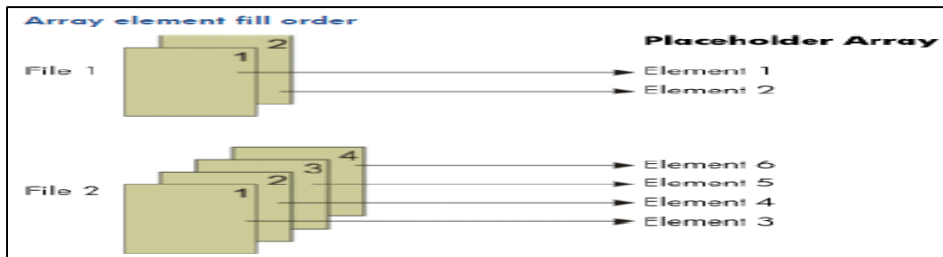 Array element fill order
Placeholder Array
File 1
1
2
Element 1
Element 2
File 2
1
2
3
4
Element 6
Element 5
Element 4
Element 3